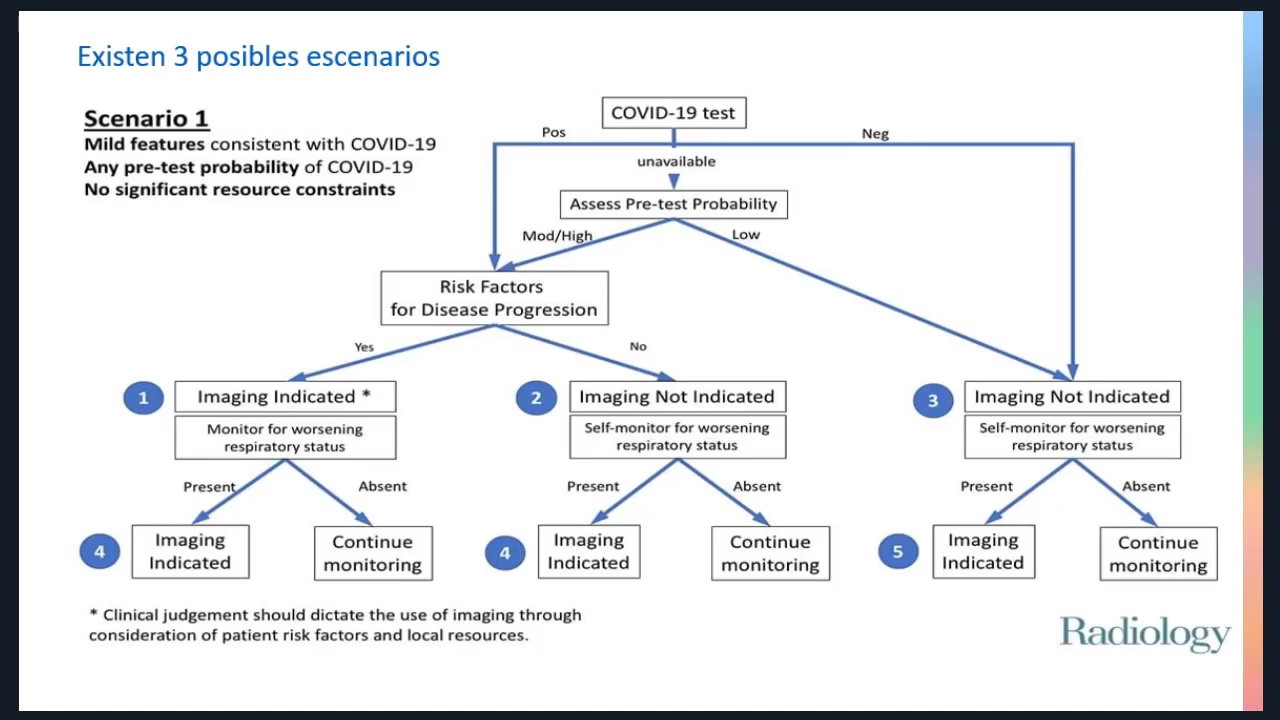 Existen 3 posibles escenarios
Scenario 1
Mild features consistent with COVID-19
Any pre-test probability of COVID-19
No significant resource constraints
COVID-19 test
Pos
Neg
unavailable
Assess Pre-test Probability
Mod/High
Low
Risk Factors
for Disease Progression
Yes
No
1
Imaging Indicated *
Monitor for worsening
respiratory status
2
Imaging Not Indicated
Self-monitor for worsening
respiratory status
3
Imaging Not Indicated
Self-monitor for worsening
respiratory status
Present
Absent
Present
Absent
Present
Absent
4
Imaging
Indicated
Continue
monitoring
4
Imaging
Indicated
Continue
monitoring
5
Imaging
Indicated
Continue
monitoring
* Clinical judgement should dictate the use of imaging through
consideration of patient risk factors and local resources.
Radiology